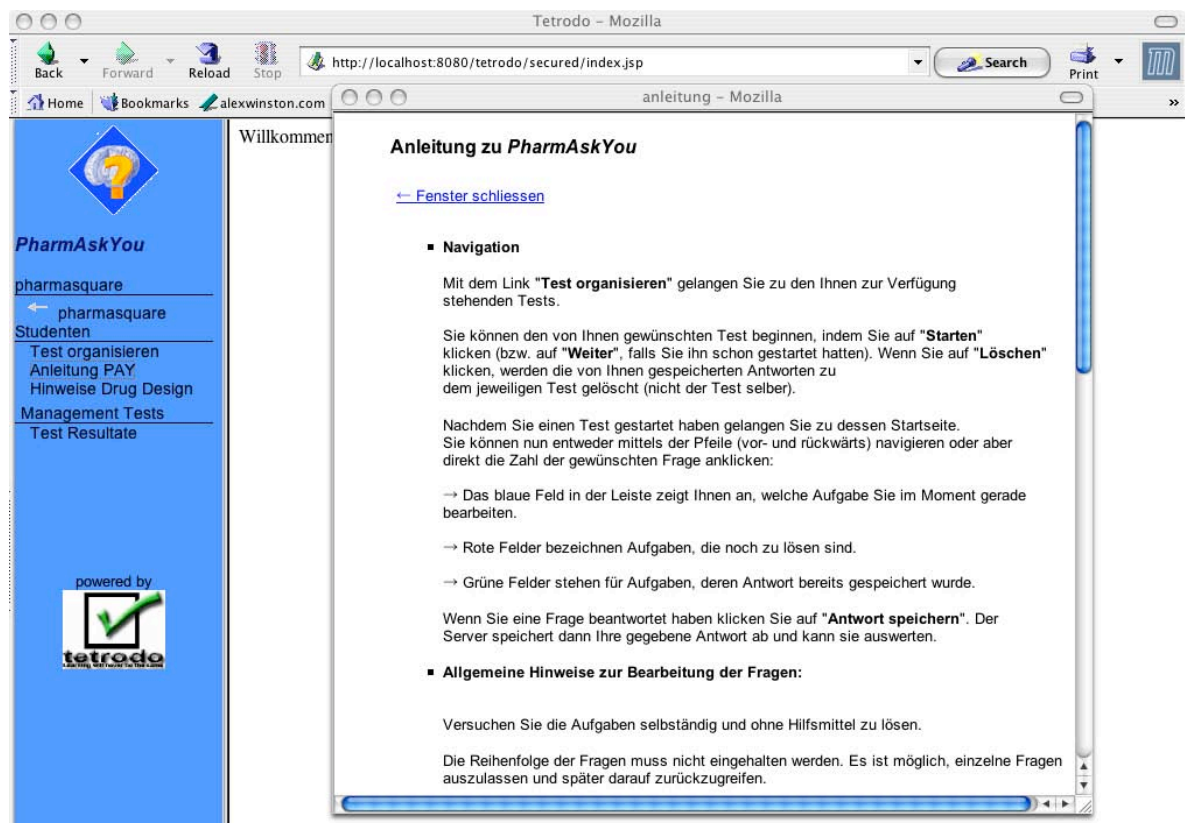 Tetrodo – Mozilla
Back
Forward
Reload
Stop
http://localhost:8080/tetrodo/secured/index.jsp
Search
Print
Home
Bookmarks
alexwinston.com
»
anleitung – Mozilla
PharmAskYou
pharmasquare
← pharmasquare
Studenten
Test organisieren
Anleitung PAY
Hinweise Drug Design
Management Tests
Test Resultate
powered by
tetrodo
Willkommen
Anleitung zu PharmAskYou
← Fenster schliessen
▪ Navigation
Mit dem Link "Test organisieren" gelangen Sie zu den Ihnen zur Verfügung
stehenden Tests.
Sie können den von Ihnen gewünschten Test beginnen, indem Sie auf "Starten"
klicken (bzw. auf "Weiter", falls Sie ihn schon gestartet hatten). Wenn Sie auf "Löschen"
klicken, werden die von Ihnen gespeicherten Antworten zu
dem jeweiligen Test gelöscht (nicht der Test selber).
Nachdem Sie einen Test gestartet haben gelangen Sie zu dessen Startseite.
Sie können nun entweder mittels der Pfeile (vor- und rückwärts) navigieren oder aber
direkt die Zahl der gewünschten Frage anklicken:
→ Das blaue Feld in der Leiste zeigt Ihnen an, welche Aufgabe Sie im Moment gerade
bearbeiten.
→ Rote Felder bezeichnen Aufgaben, die noch zu lösen sind.
→ Grüne Felder stehen für Aufgaben, deren Antwort bereits gespeichert wurde.
Wenn Sie eine Frage beantwortet haben klicken Sie auf "Antwort speichern". Der
Server speichert dann Ihre gegebene Antwort ab und kann sie auswerten.
▪ Allgemeine Hinweise zur Bearbeitung der Fragen:
Versuchen Sie die Aufgaben selbständig und ohne Hilfsmittel zu lösen.
Die Reihenfolge der Fragen muss nicht eingehalten werden. Es ist möglich, einzelne Fragen
auszulassen und später darauf zurückzugreifen.